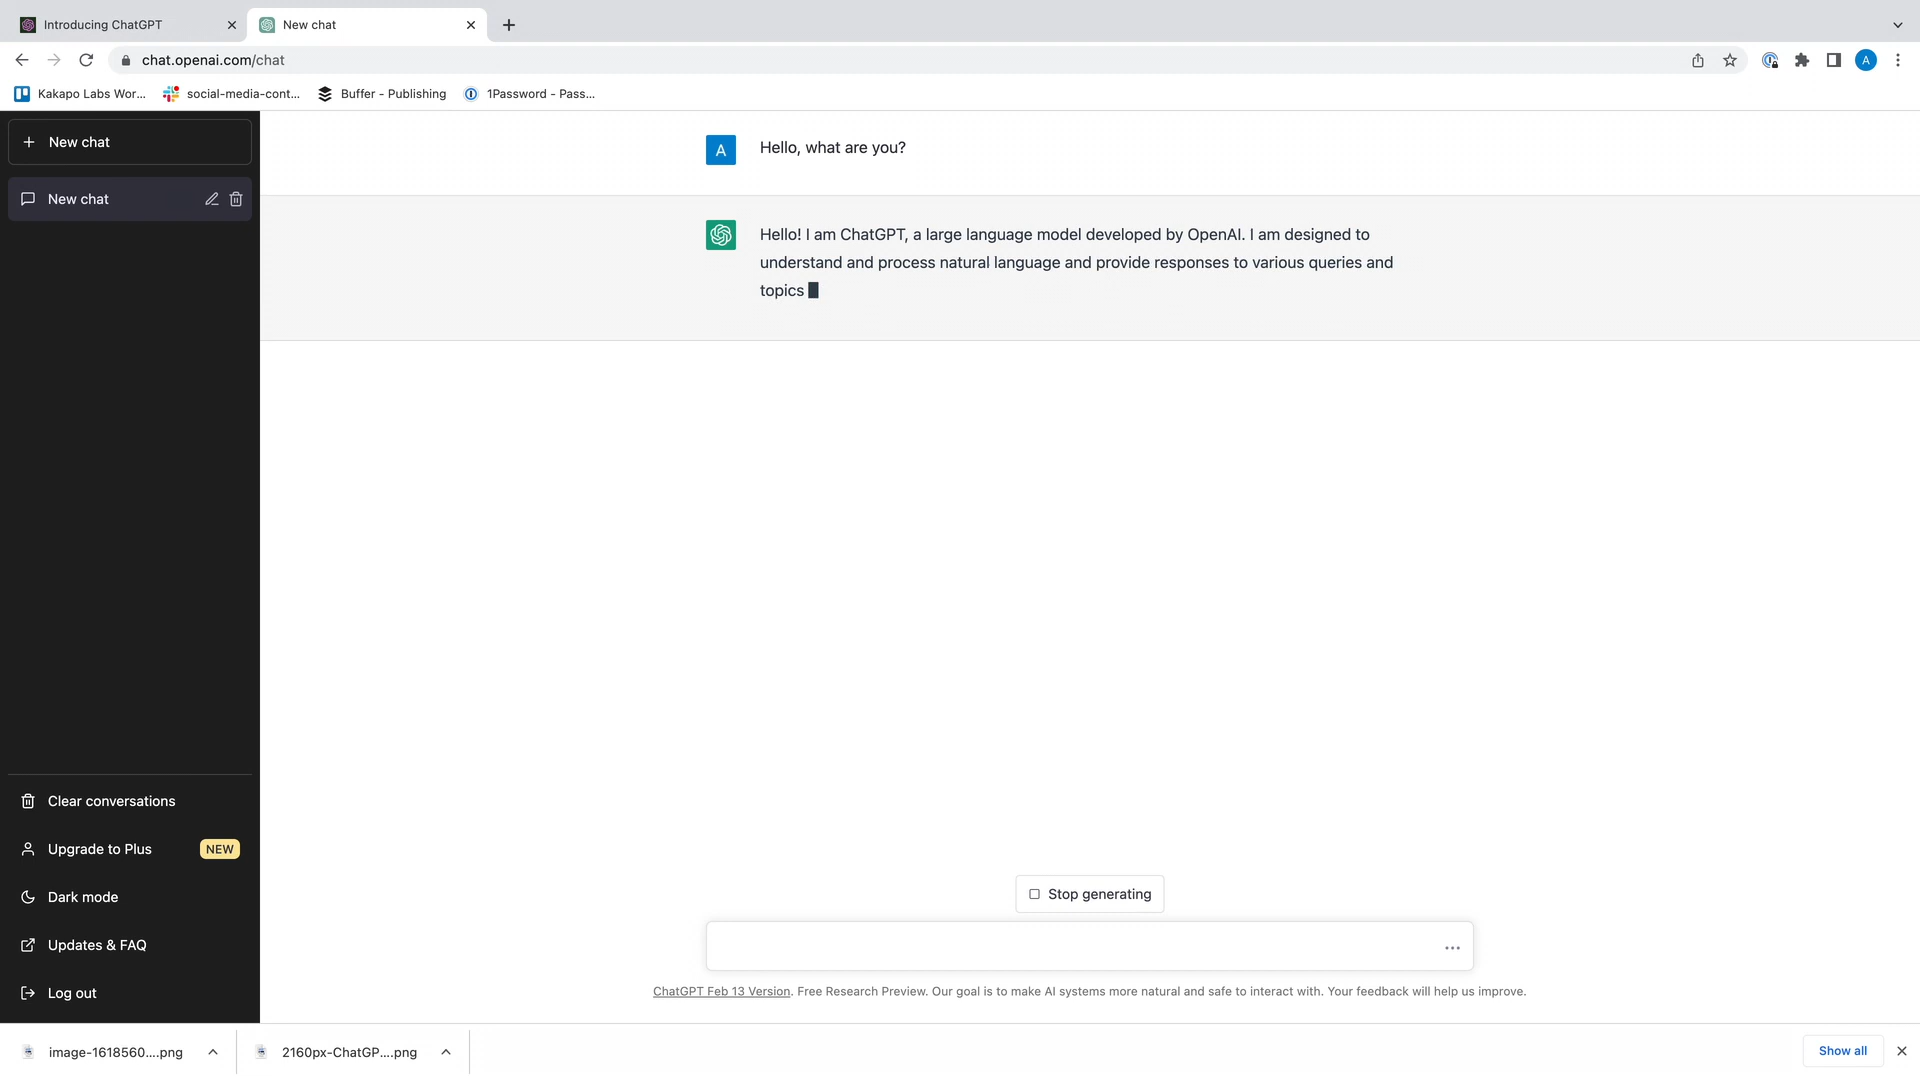 Introducing ChatGPT
New chat
chat.openai.com/chat
A
Kakapo Labs Wor...
social-media-cont...
Buffer - Publishing
1Password - Pass...
New chat
New chat
A
Hello, what are you?
Hello! I am ChatGPT, a large language model developed by OpenAI. I am designed to
understand and process natural language and provide responses to various queries and
topics
Clear conversations
Upgrade to Plus
NEW
Dark mode
Updates & FAQ
Log out
Stop generating
ChatGPT Feb 13 Version. Free Research Preview. Our goal is to make AI systems more natural and safe to interact with. Your feedback will help us improve.
image-1618560....png
2160px-ChatGP....png
Show all